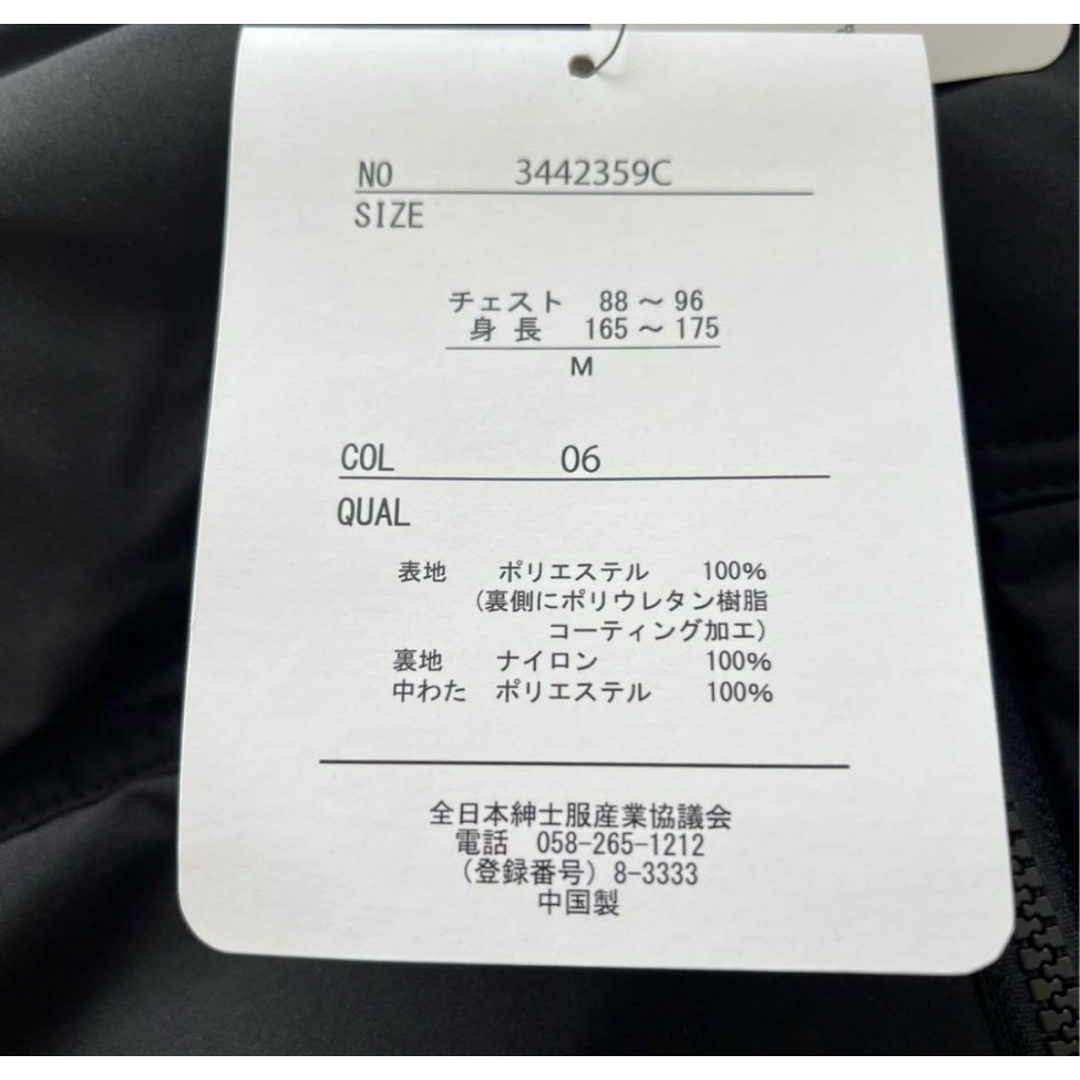 NO 3442359C
SIZE
チェスト 88～96
身長 165～175
M
COL 06
QUAL
表地 ポリエステル 100%
(裏側にポリウレタン樹脂
コーティング加工)
裏地 ナイロン 100%
中わた ポリエステル 100%
全日本紳士服産業協議会
電話 058-265-1212
(登録番号) 8-3333
中国製